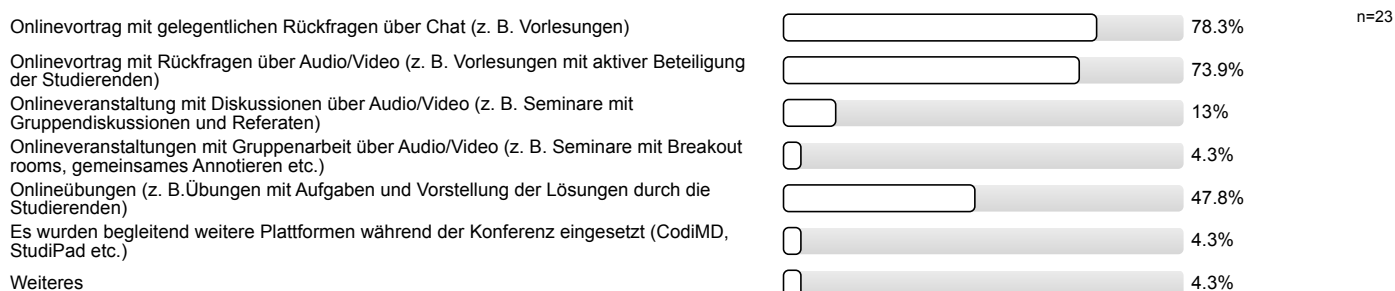 n=23
Onlinevortrag mit gelegentlichen Rückfragen über Chat (z. B. Vorlesungen)
78.3%
Onlinevortrag mit Rückfragen über Audio/Video (z. B. Vorlesungen mit aktiver Beteiligung
der Studierenden)
73.9%
Onlineveranstaltung mit Diskussionen über Audio/Video (z. B. Seminare mit
Gruppendiskussionen und Referaten)
13%
Onlineveranstaltungen mit Gruppenarbeit über Audio/Video (z. B. Seminare mit Breakout
rooms, gemeinsames Annotieren etc.)
4.3%
Onlineübungen (z. B.Übungen mit Aufgaben und Vorstellung der Lösungen durch die
Studierenden)
47.8%
Es wurden begleitend weitere Plattformen während der Konferenz eingesetzt (CodiMD,
StudiPad etc.)
4.3%
Weiteres
4.3%